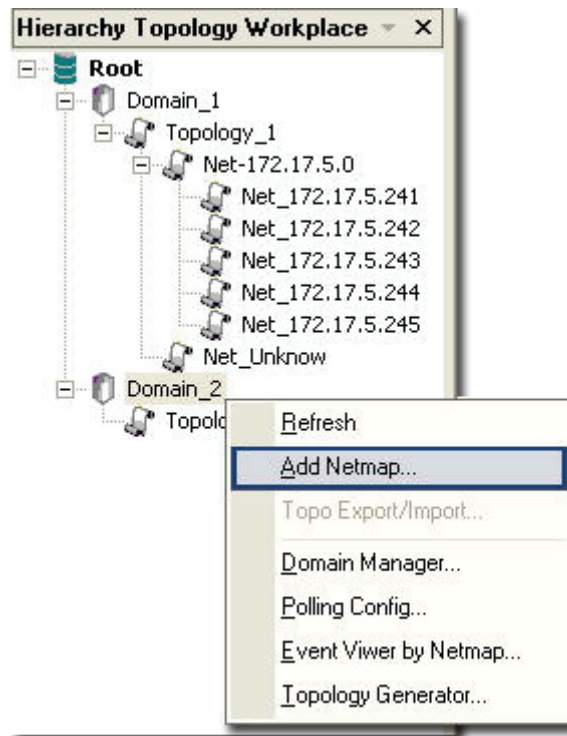 Hierarchy Topology Workplace
Root
Domain_1
Topology_1
Net-172.17.5.0
Net_172.17.5.241
Net_172.17.5.242
Net_172.17.5.243
Net_172.17.5.244
Net_172.17.5.245
Net_Unknow
Domain_2
Topolo
Refresh
Add Netmap...
Topo Export/Import...
Domain Manager...
Polling Config...
Event Viwer by Netmap...
Topology Generator...